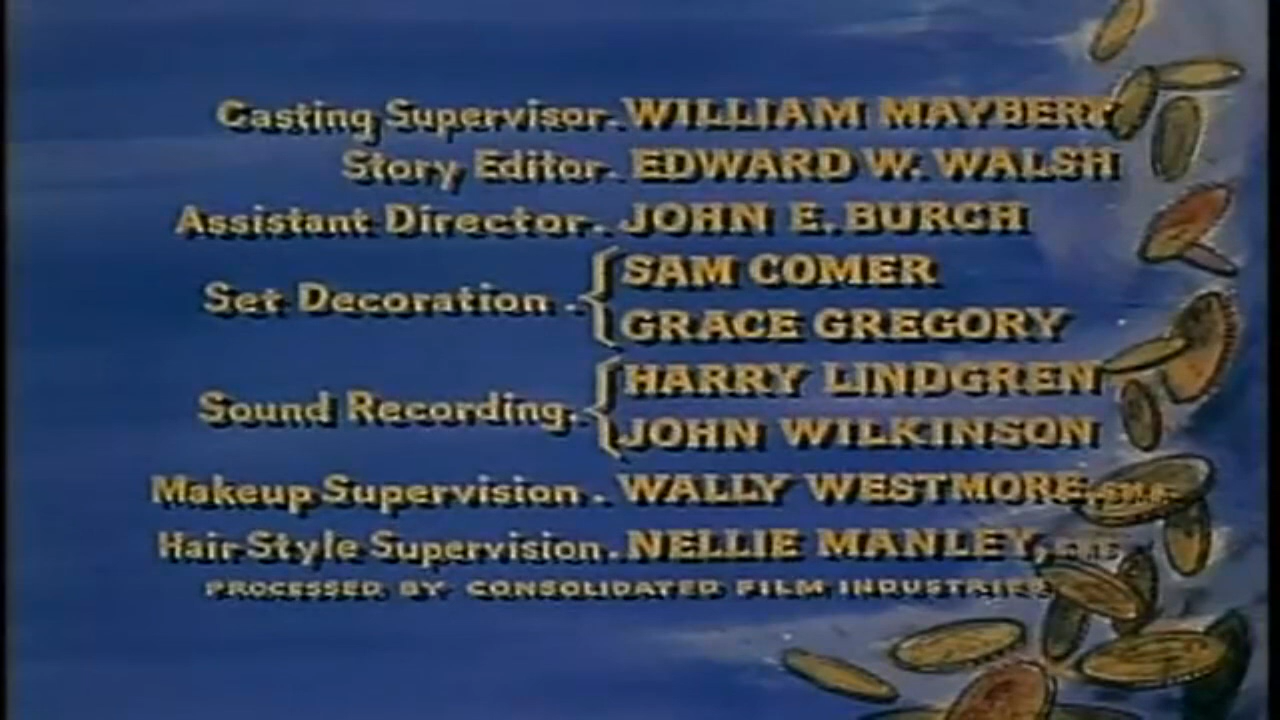 Casting Supervisor. WILLIAM MAYBERY
Story Editor. EDWARD W. WALSH
Assistant Director. JOHN E. BURCH
Set Decoration . { SAM COMER
GRACE GREGORY
Sound Recording. { HARRY LINDGREN
JOHN WILKINSON
Makeup Supervision . WALLY WESTMORE,
Hair Style Supervision . NELLIE MANLEY,
PROCESSED BY CONSOLIDATED FILM INDUSTRIES